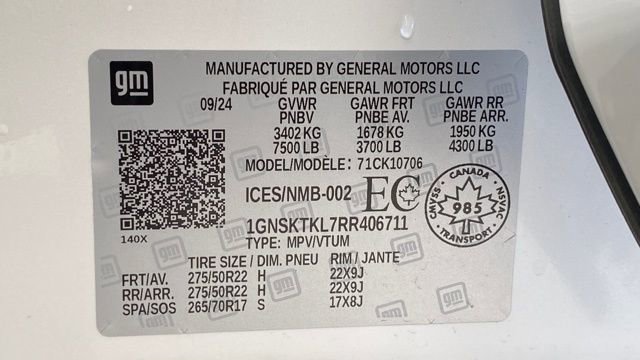 gm
MANUFACTURED BY GENERAL MOTORS LLC
FABRIQUÉ PAR GENERAL MOTORS LLC
09/24 GVWR GAWR FRT GAWR RR
PNBV PNBE AV. PNBE ARR.
3402 KG 1678 KG 1950 KG
7500 LB 3700 LB 4300 LB
MODEL/MODÈLE: 71CK10706
ICES/NMB-002 EC
CANADA
CMVSS NSVAC
985
TRANSPORT
1GNSKTKL7RR406711
140X
TYPE: MPV/VTUM
TIRE SIZE / DIM. PNEU RIM / JANTE
FRT/AV. 275/50R22 H 22X9J
RR/ARR. 275/50R22 H 22X9J
SPA/SOS 265/70R17 S 17X8J